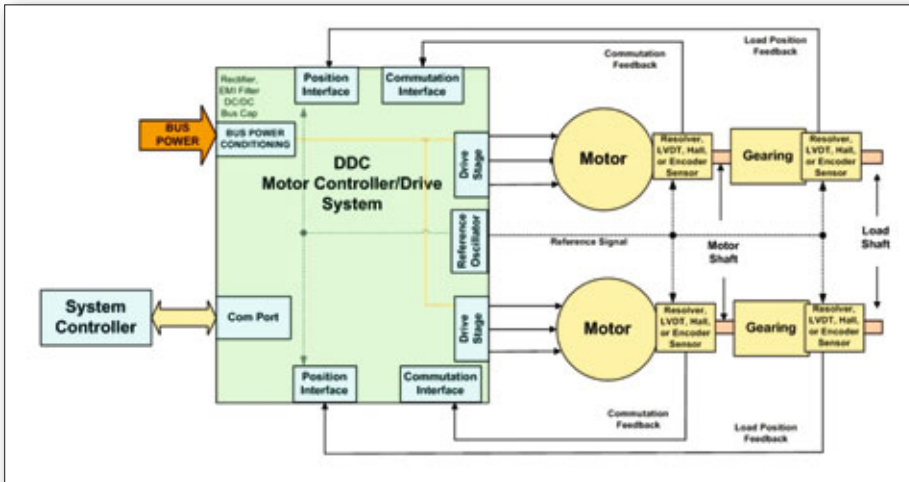 Load Position
Feedback
Commutation
Feedback
Rectifier,
EMI Filter
DC/DC
Bus Cap
Position
Interface
Commutation
Interface
BUS
POWER
BUS POWER
CONDITIONING
DDC
Motor Controller/Drive
System
Drive
Stage
Motor
Resolver,
LVDT, Hall,
or Encoder
Sensor
Gearing
Resolver,
LVDT, Hall,
or Encoder
Sensor
Reference
Oscillator
Reference Signal
Motor
Shaft
Load
Shaft
System
Controller
Com Port
Drive
Stage
Motor
Resolver,
LVDT, Hall,
or Encoder
Sensor
Gearing
Resolver,
LVDT, Hall,
or Encoder
Sensor
Position
Interface
Commutation
Interface
Commutation
Feedback
Load Position
Feedback